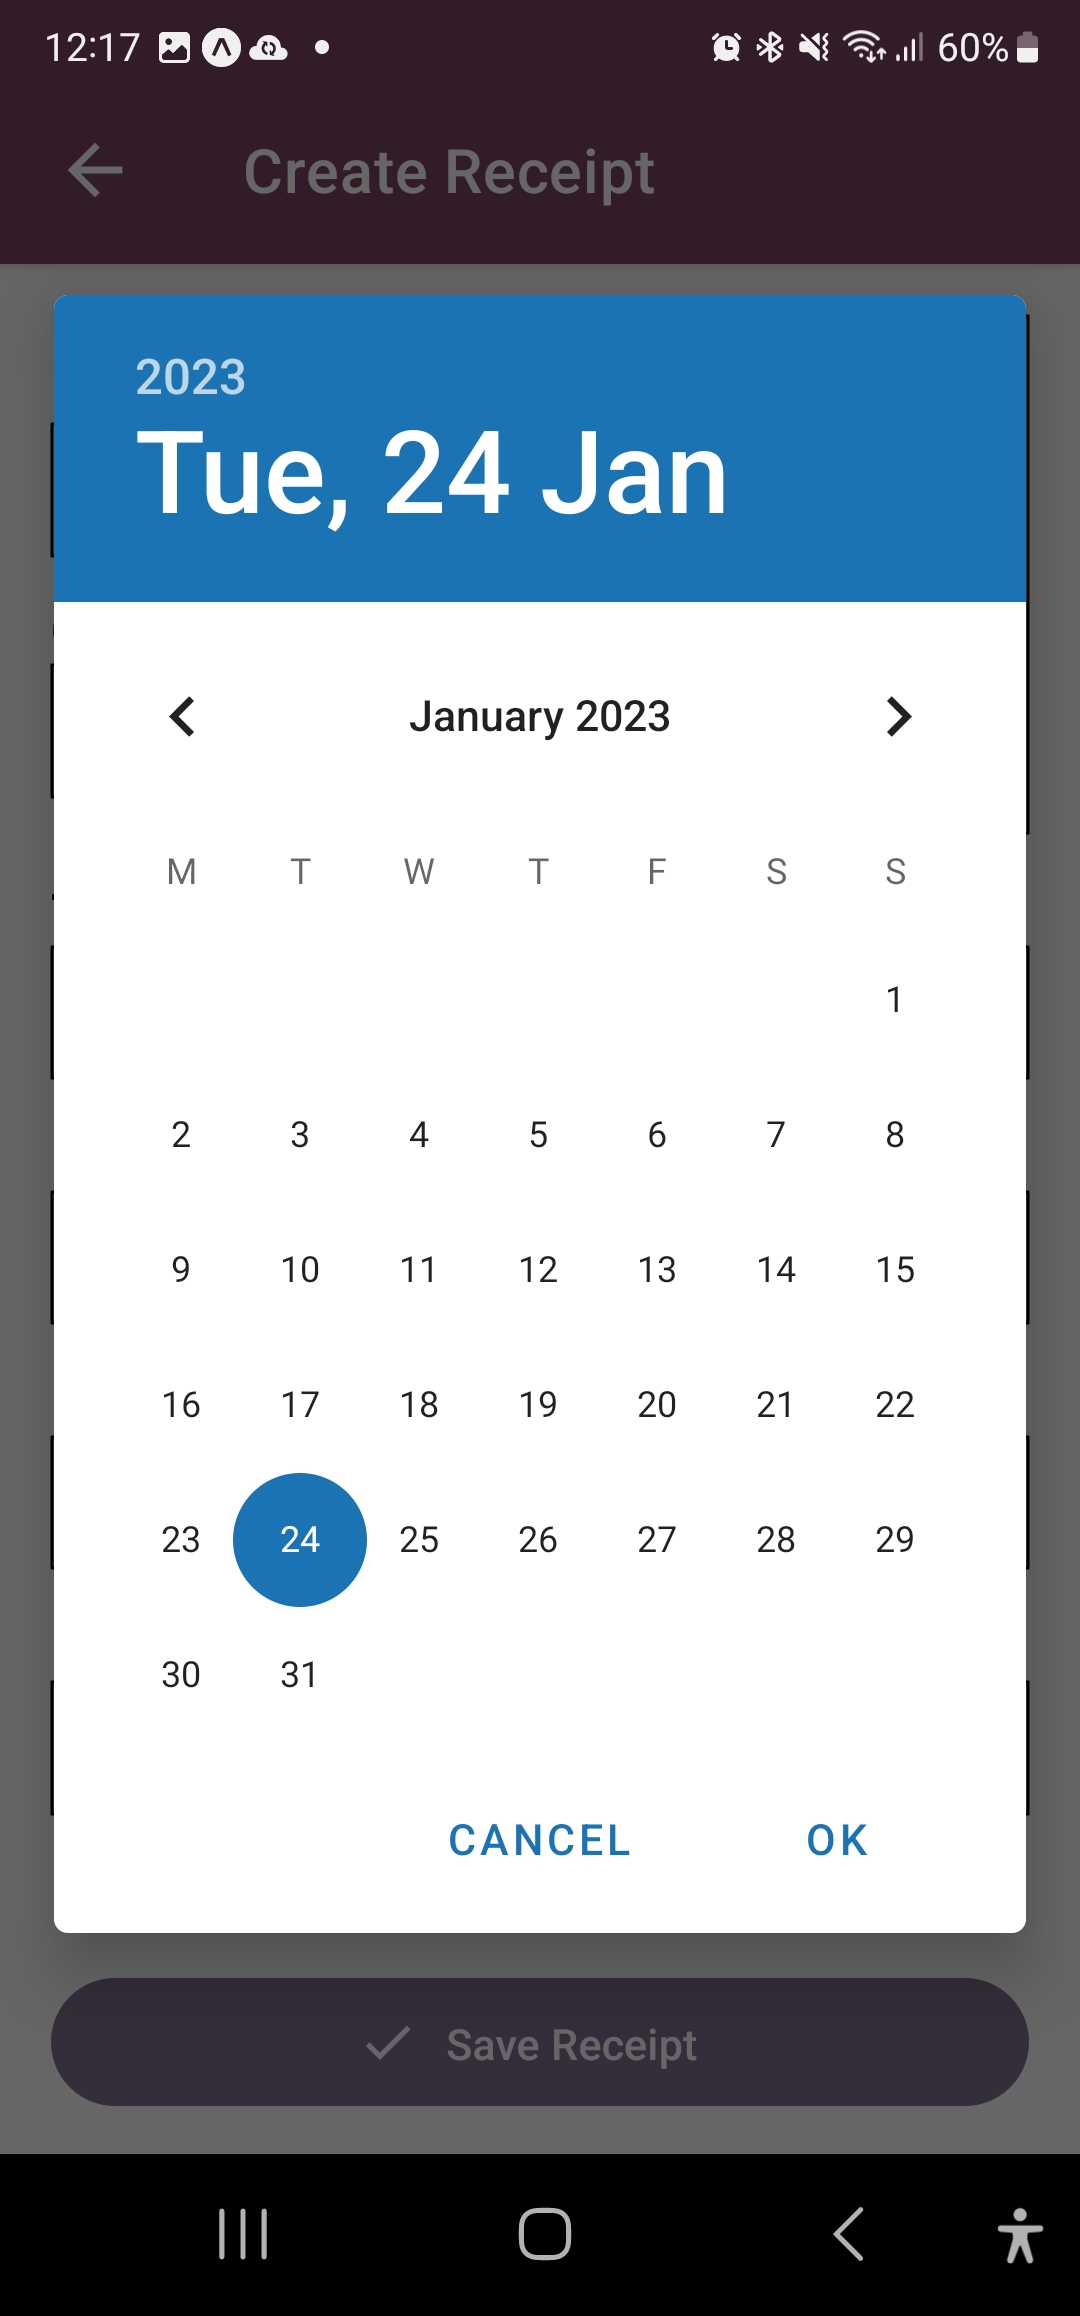 12:17 60%
Create Receipt
2023
Tue, 24 Jan
January 2023
M T W T F S S
1
2 3 4 5 6 7 8
9 10 11 12 13 14 15
16 17 18 19 20 21 22
23 24 25 26 27 28 29
30 31
CANCEL OK
Save Receipt